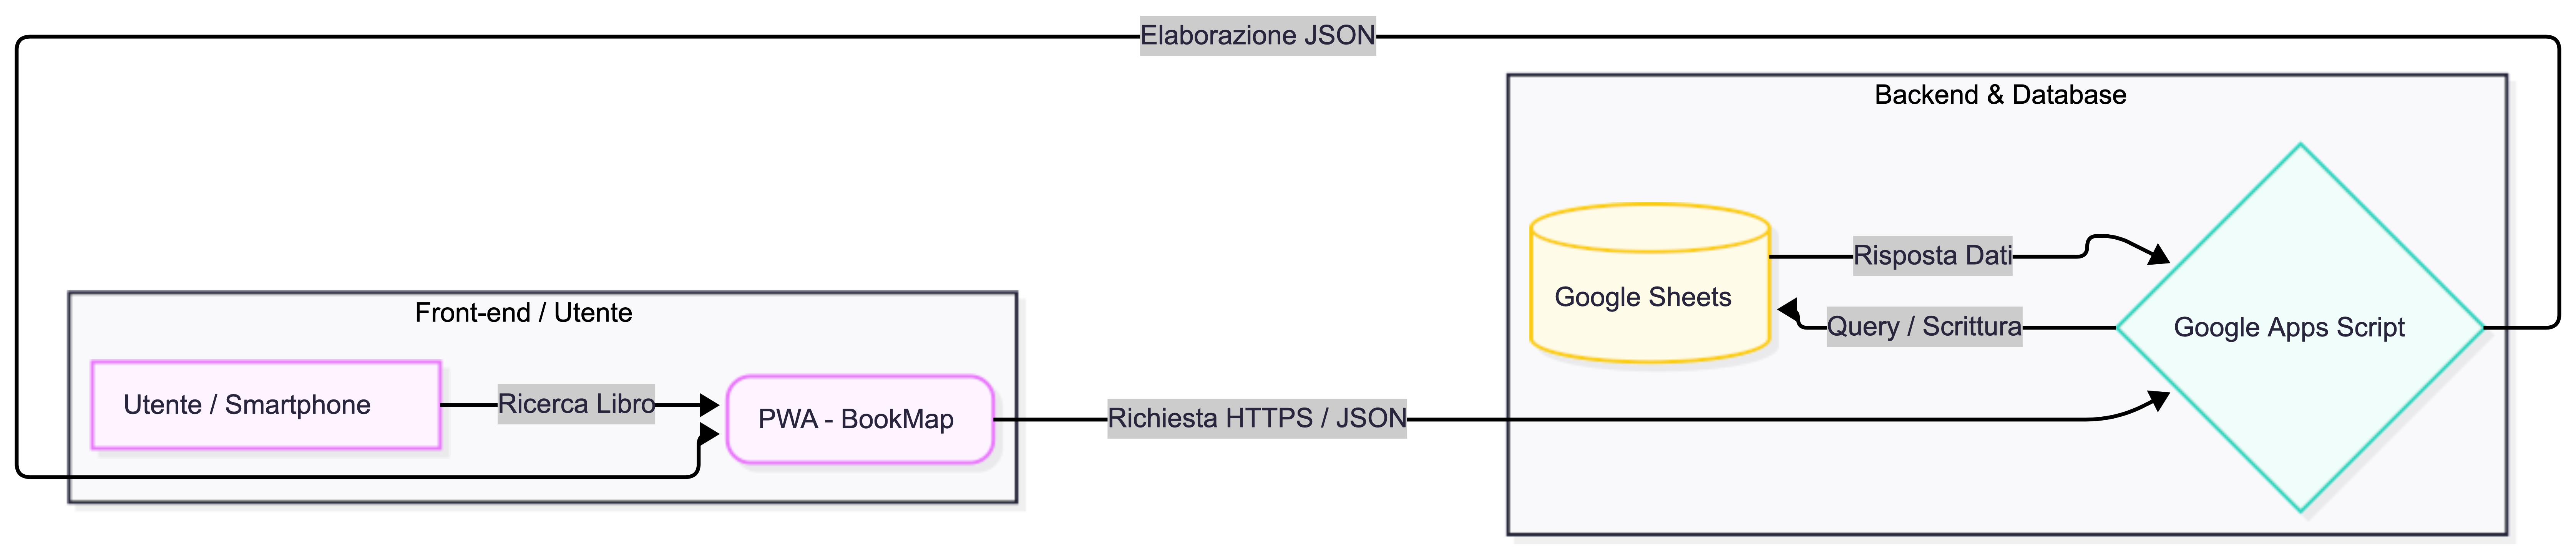 Elaborazione JSON
Backend & Database
Risposta Dati
Google Sheets
Query / Scrittura
Google Apps Script
Front-end / Utente
Utente / Smartphone
Ricerca Libro
PWA - BookMap
Richiesta HTTPS / JSON